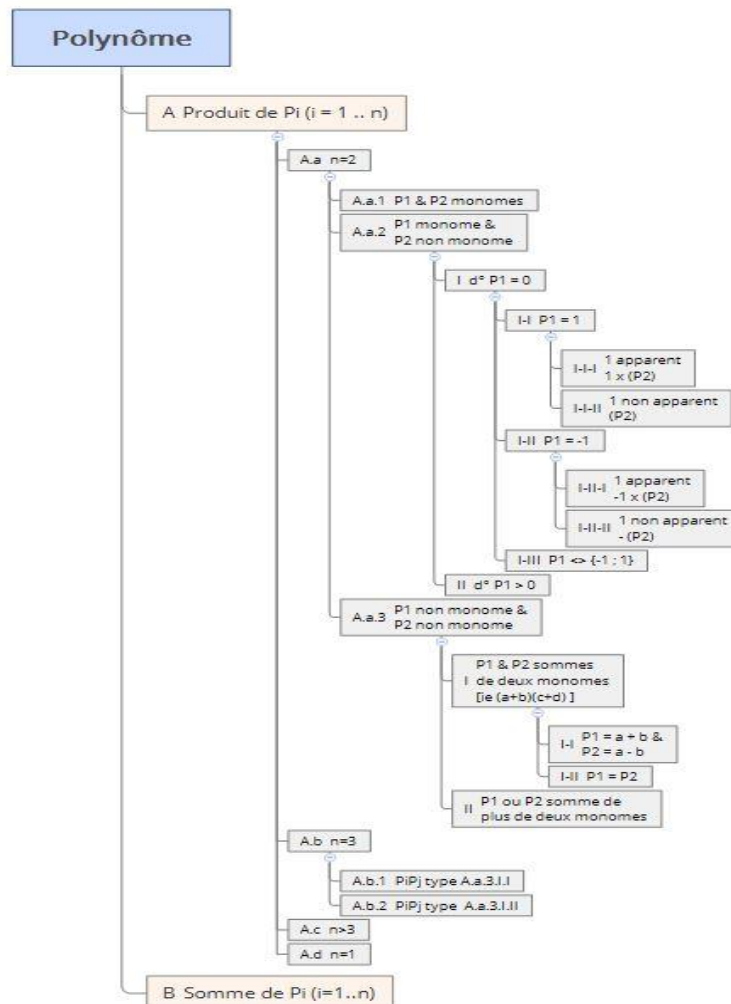 Polynôme
A Produit de Pi (i = 1 .. n)
A.a n=2
A.a.1 P1 & P2 monomes
A.a.2 P1 monome &
P2 non monome
I d° P1 = 0
I-I P1 = 1
I-I-I 1 apparent
1 x (P2)
I-I-II 1 non apparent
(P2)
I-II P1 = -1
I-II-I 1 apparent
-1 x (P2)
I-II-II 1 non apparent
- (P2)
I-III P1 <> {-1 ; 1}
II d° P1 > 0
A.a.3 P1 non monome &
P2 non monome
P1 & P2 sommes
I de deux monomes
[ie (a+b)(c+d) ]
I-I P1 = a + b &
P2 = a - b
I-II P1 = P2
II P1 ou P2 somme de
plus de deux monomes
A.b n=3
A.b.1 PiPj type A.a.3.I.I
A.b.2 PiPj type A.a.3.I.II
A.c n>3
A.d n=1
B Somme de Pi (i=1..n)